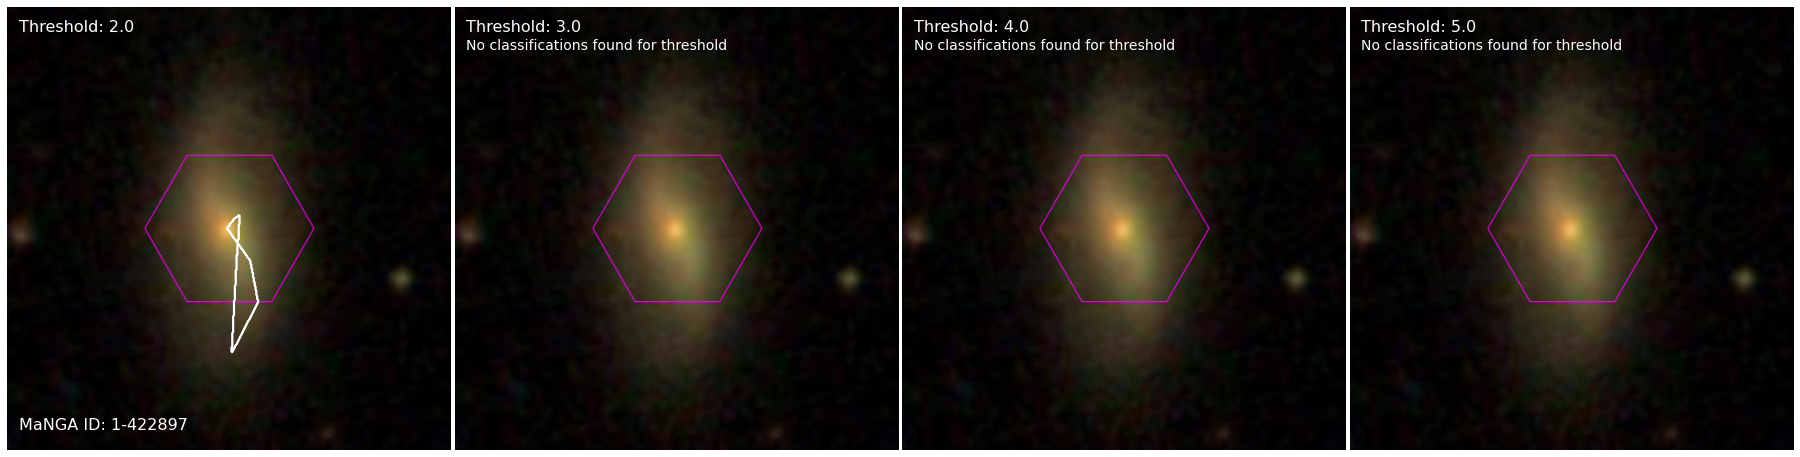 Threshold: 2.0
MaNGA ID: 1-422897
Threshold: 3.0
No classifications found for threshold
Threshold: 4.0
No classifications found for threshold
Threshold: 5.0
No classifications found for threshold